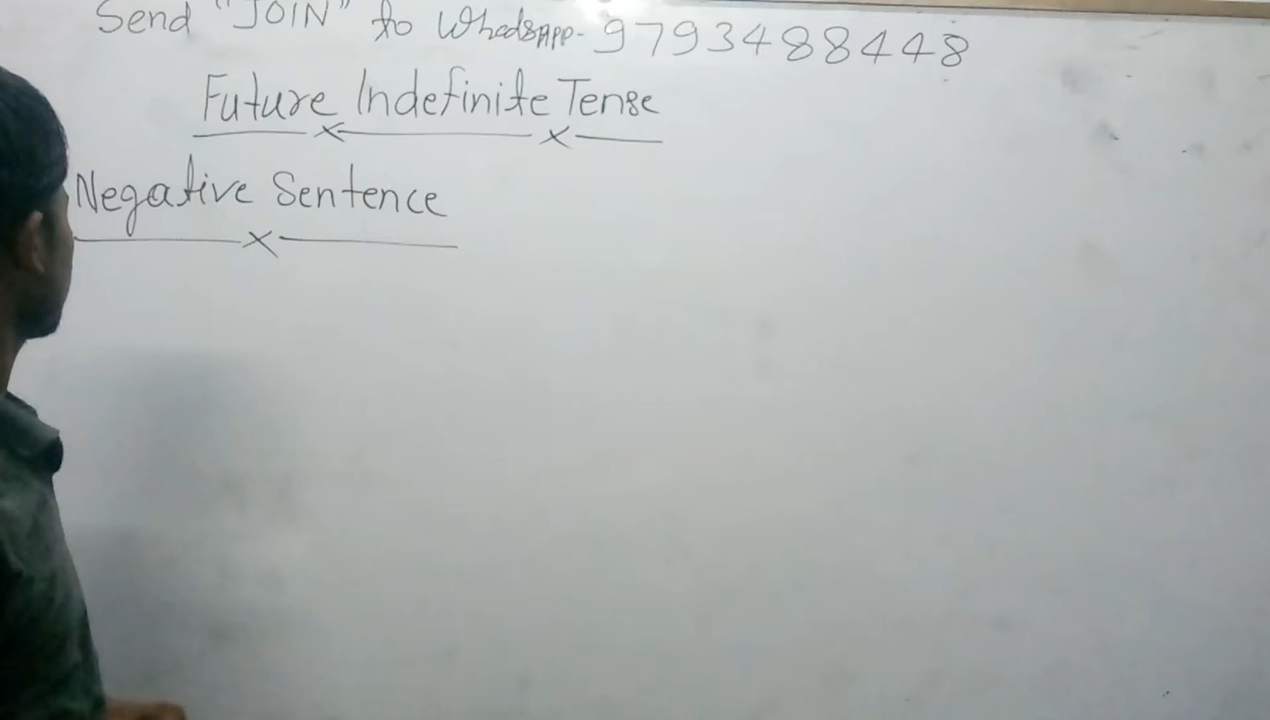 Send "JOIN" to WhatsApp- 9793488448
Future Indefinite Tense
Negative Sentence